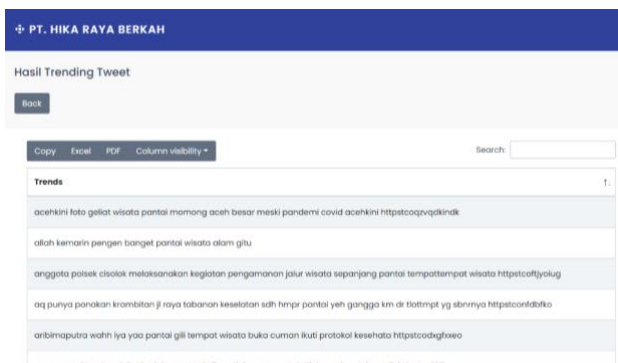 PT. HIKA RAYA BERKAH
Hasil Trending Tweet
Back
Copy Excel PDF Column visibility
Search:
Trends
acehkini foto geliat wisata pantai momong aceh besar meski pandemi covid acehkini httpstcoqzvqdkindk
allah kemarin pengen banget pantai wisata alam gitu
anggota polsek cisolok melaksanakan kegiatan pengamanan jalur wisata sepanjang pantai tempattempat wisata httpstcoftjyolug
aq punya panakan krambitan jl raya tabanan keselatan sdh hmpr pantai yeh gangga km dr tlottmpt yg sbnrnya httpstconfdbfko
aribimaputra wahh iya yaa pantai gili tempat wisata buka cuman ikuti protokol kesehata httpstcodxgfxweo